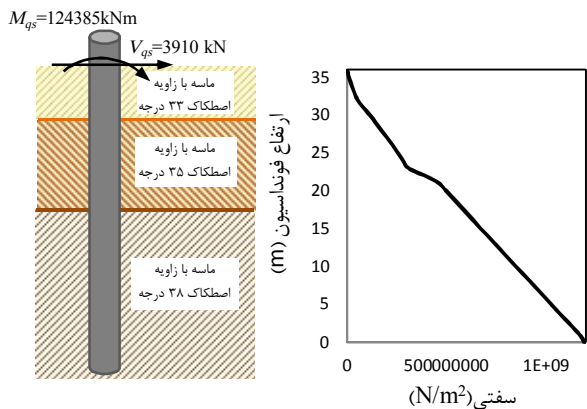 M_qs=124385kNm
V_qs=3910 kN
ماسه با زاویه
اصطکاک ۳۳ درجه
ماسه با زاویه
اصطکاک ۳۵ درجه
ماسه با زاویه
اصطکاک ۳۸ درجه
ارتفاع فونداسیون (m)
35
30
25
20
15
10
5
0
0
500000000
1E+09
سفتی(N/m²)